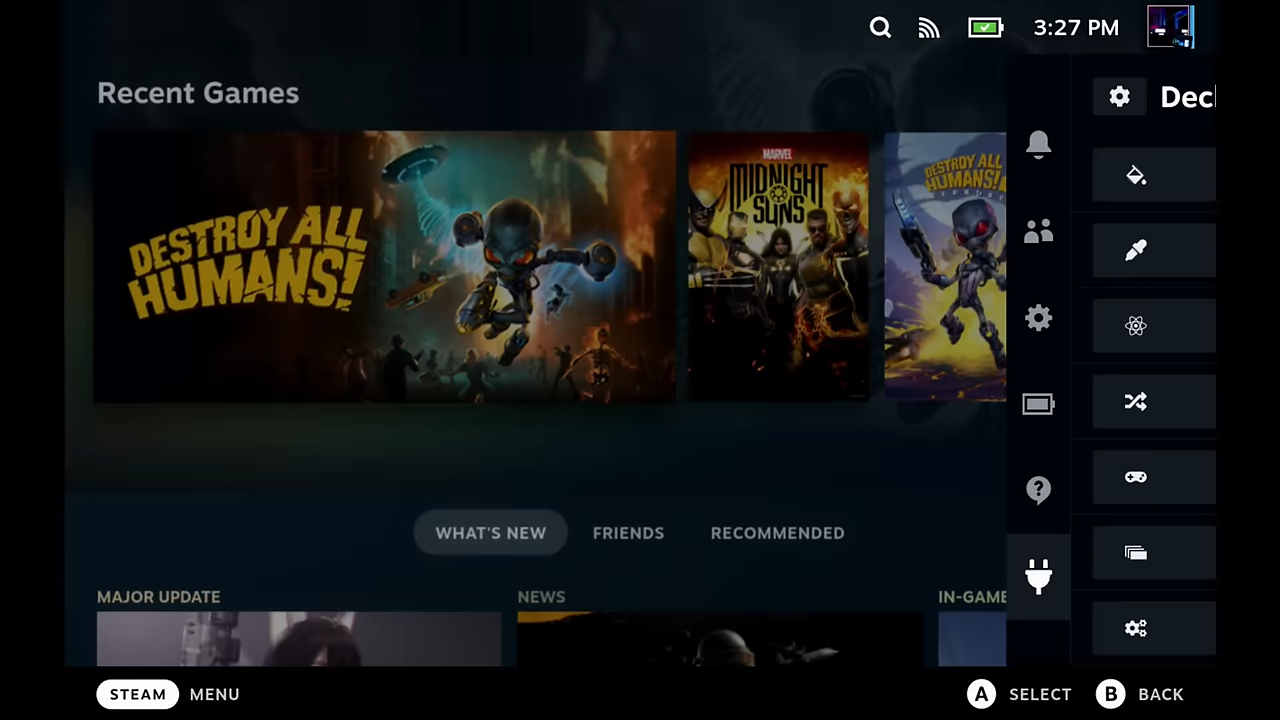 3:27 PM
Recent Games
Decl
DESTROY ALL
HUMANS!
MARVEL
MIDNIGHT
SUNS
DESTROY ALL
HUMANS!
WHAT'S NEW
FRIENDS
RECOMMENDED
MAJOR UPDATE
NEWS
IN-GAME
STEAM
MENU
A
SELECT
B
BACK